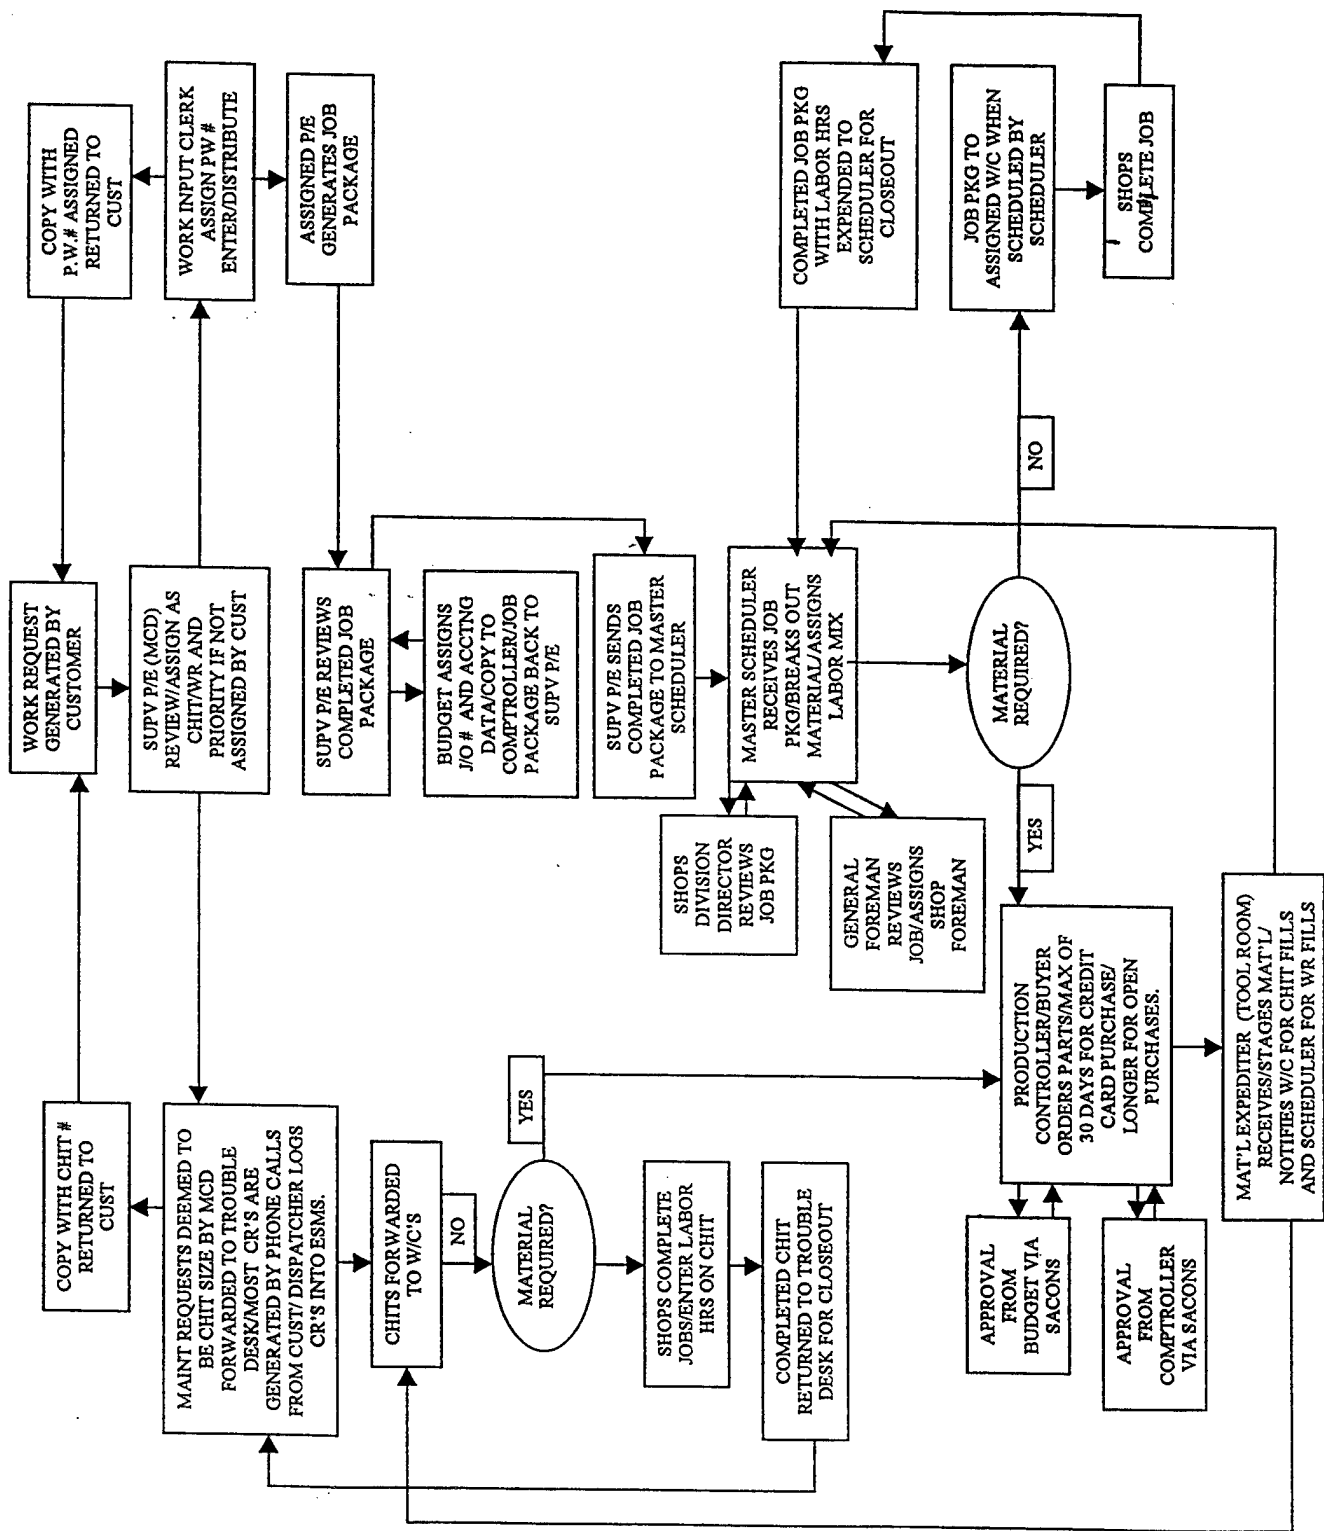 COPY WITH
P.W.# ASSIGNED
RETURNED TO
CUST
WORK INPUT CLERK
ASSIGN PW #
ENTER/DISTRIBUTE
ASSIGNED P/E
GENERATES JOB
PACKAGE
WORK REQUEST
GENERATED BY
CUSTOMER
SUPV P/E (MCD)
REVIEW/ASSIGN AS
CHIT/WR AND
PRIORITY IF NOT
ASSIGNED BY CUST
COPY WITH CHIT #
RETURNED TO
CUST
MAINT REQUESTS DEEMED TO
BE CHIT SIZE BY MCD
FORWARDED TO TROUBLE
DESK/MOST CR'S ARE
GENERATED BY PHONE CALLS
FROM CUST/ DISPATCHER LOGS
CR'S INTO ESMS.
CHITS FORWARDED
TO W/C'S
NO
MATERIAL
REQUIRED?
YES
SHOPS COMPLETE
JOBS/ENTER LABOR
HRS ON CHIT
COMPLETED CHIT
RETURNED TO TROUBLE
DESK FOR CLOSEOUT
SUPV P/E REVIEWS
COMPLETED JOB
PACKAGE
BUDGET ASSIGNS
J/O # AND ACCTNG
DATA/COPY TO
COMPTROLLER/JOB
PACKAGE BACK TO
SUPV P/E
SUPV P/E SENDS
COMPLETED JOB
PACKAGE TO MASTER
SCHEDULER
MASTER SCHEDULER
RECEIVES JOB
PKG/BREAKS OUT
MATERIAL/ASSIGNS
LABOR MIX
SHOPS
DIVISION
DIRECTOR
REVIEWS
JOB PKG
GENERAL
FOREMAN
REVIEWS
JOB/ASSIGNS
SHOP
FOREMAN
MATERIAL
REQUIRED?
YES
NO
COMPLETED JOB PKG
WITH LABOR HRS
EXPENDED TO
SCHEDULER FOR
CLOSEOUT
JOB PKG TO
ASSIGNED W/C WHEN
SCHEDULED BY
SCHEDULER
SHOPS
COMPLETE JOB
PRODUCTION
CONTROLLER/BUYER
ORDERS PARTS/MAX OF
30 DAYS FOR CREDIT
CARD PURCHASE/
LONGER FOR OPEN
PURCHASES.
APPROVAL
FROM
BUDGET VIA
SACONS
APPROVAL
FROM
COMPTROLLER
VIA SACONS
MAT'L EXPEDITER (TOOL ROOM)
RECEIVES/STAGES MAT'L/
NOTIFIES W/C FOR CHIT FILLS
AND SCHEDULER FOR WR FILLS